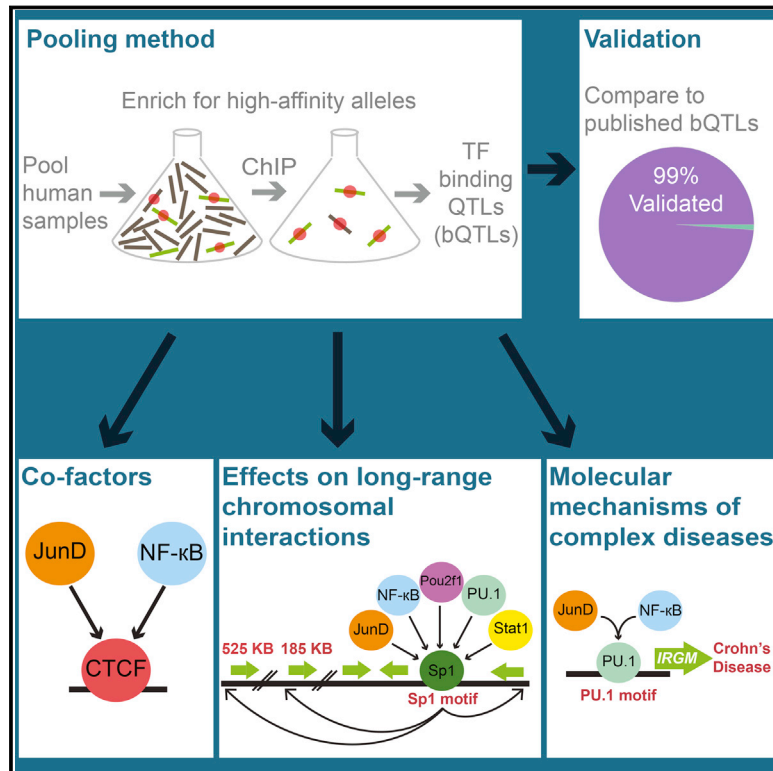 Pooling method
Enrich for high-affinity alleles
Pool
human
samples
ChIP
TF
binding
QTLs
(bQTLs)
Validation
Compare to
published bQTLs
99%
Validated
Co-factors
JunD
NF-κB
CTCF
Effects on long-range
chromosomal
interactions
Pou2f1
NF-κB
PU.1
JunD
Stat1
525 KB
185 KB
Sp1
Sp1 motif
Molecular
mechanisms of
complex diseases
JunD
NF-κB
PU.1
IRGM
Crohn's
Disease
PU.1 motif